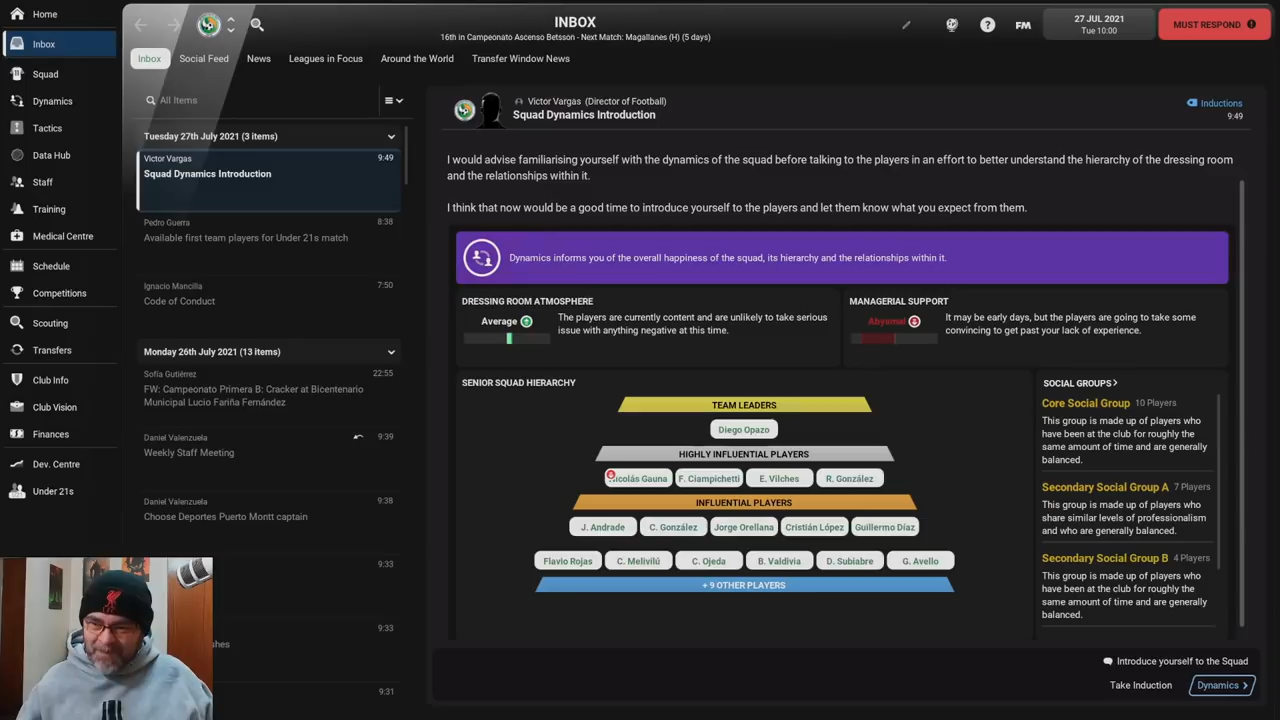 Home
Inbox
Squad
Dynamics
Tactics
Data Hub
Staff
Training
Medical Centre
Schedule
Competitions
Scouting
Transfers
Club Info
Club Vision
Finances
Dev. Centre
Under 21s
INBOX
16th in Campeonato Ascenso Betsson - Next Match: Magallanes (H) (5 days)
FM
27 JUL 2021
Tue 10:00
MUST RESPOND
Inbox
Social Feed
News
Leagues in Focus
Around the World
Transfer Window News
All Items
Tuesday 27th July 2021 (3 items)
Victor Vargas 9:49
Squad Dynamics Introduction
Pedro Guerra 8:38
Available first team players for Under 21s match
Ignacio Mancilla 7:50
Code of Conduct
Monday 26th July 2021 (13 items)
Sofía Gutiérrez 22:55
FW: Campeonato Primera B: Cracker at Bicentenario
Municipal Lucio Fariña Fernández
Daniel Valenzuela 9:39
Weekly Staff Meeting
Daniel Valenzuela 9:38
Choose Deportes Puerto Montt captain
9:33
9:33
9:31
Victor Vargas (Director of Football)
Squad Dynamics Introduction
Inductions
9:49
I would advise familiarising yourself with the dynamics of the squad before talking to the players in an effort to better understand the hierarchy of the dressing room
and the relationships within it.
I think that now would be a good time to introduce yourself to the players and let them know what you expect from them.
Dynamics informs you of the overall happiness of the squad, its hierarchy and the relationships within it.
DRESSING ROOM ATMOSPHERE
Average
The players are currently content and are unlikely to take serious
issue with anything negative at this time.
MANAGERIAL SUPPORT
Abysmal
It may be early days, but the players are going to take some
convincing to get past your lack of experience.
SENIOR SQUAD HIERARCHY
TEAM LEADERS
Diego Opazo
HIGHLY INFLUENTIAL PLAYERS
Gauna
F. Ciampichetti
E. Vilches
R. González
INFLUENTIAL PLAYERS
J. Andrade
C. González
Jorge Orellana
Cristián López
Guillermo Díaz
Flavio Rojas
C. Melivilú
C. Ojeda
B. Valdivia
D. Subiabre
G. Avello
+ 9 OTHER PLAYERS
SOCIAL GROUPS
Core Social Group 10 Players
This group is made up of players who
have been at the club for roughly the
same amount of time and are generally
balanced.
Secondary Social Group A 7 Players
This group is made up of players who
share similar levels of professionalism
and who are generally balanced.
Secondary Social Group B 4 Players
This group is made up of players who
have been at the club for roughly the
same amount of time and are generally
balanced.
Introduce yourself to the Squad
Take Induction
Dynamics